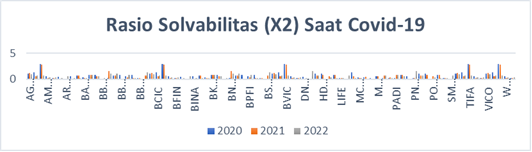 Rasio Solvabilitas (X2) Saat Covid-19
5
0
AG… AM… AR… BA… BB… BB… BCIC BFIN BINA BK… BN… BPFI BS… BVIC DN… HD… LIFE MC… M… PADI PN… PO… SM… TIFA VICO W…
2020 2021 2022